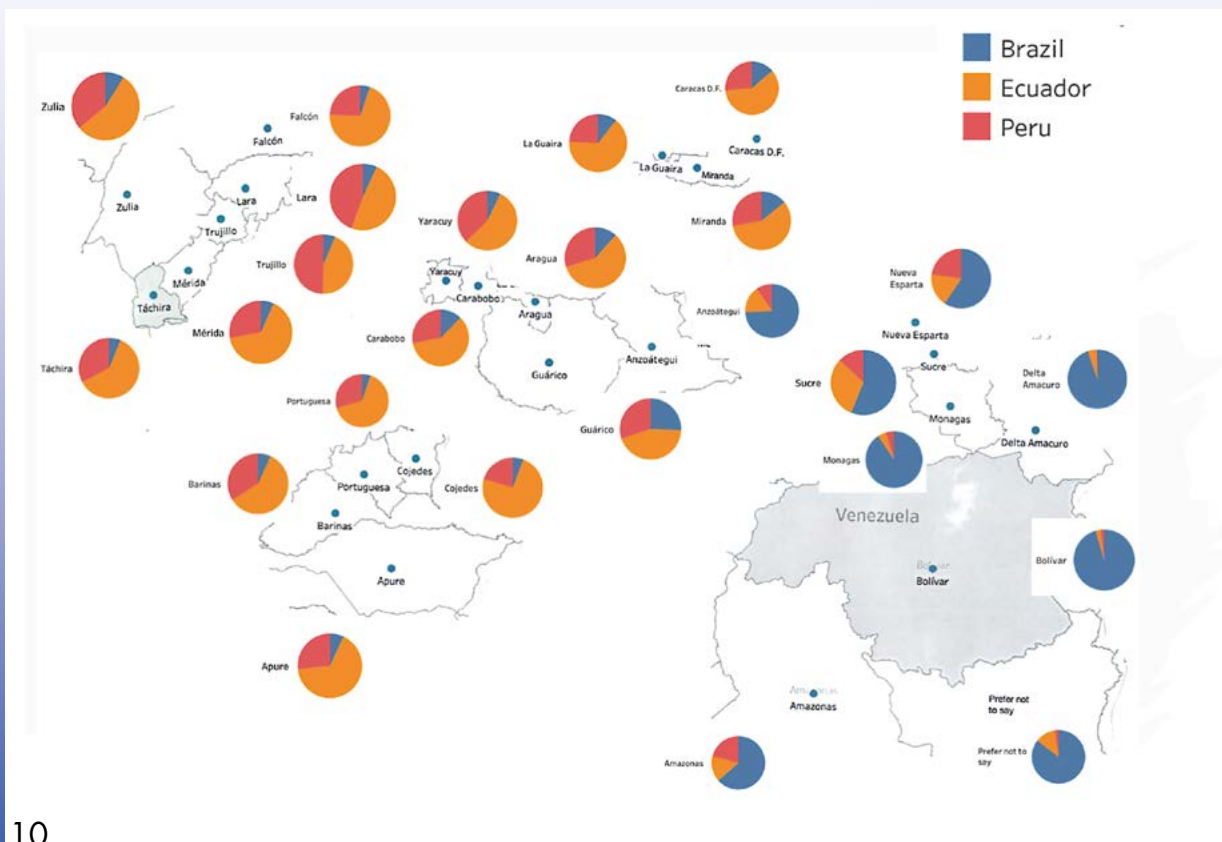 Brazil
Ecuador
Peru
Zulia
Falcón
Falcón
Caracas D.F.
La Guaira
Caracas D.F.
La Guaira
Miranda
Zulia
Lara
Lara
Trujillo
Yaracuy
Miranda
Trujillo
Aragua
Mérida
Táchira
Yaracuy
Carabobo
Aragua
Nueva
Esparta
Anzoátegui
Nueva Esparta
Mérida
Carabobo
Guárico
Anzoátegui
Táchira
Sucre
Sucre
Delta
Amacuro
Portuguesa
Guárico
Monagas
Delta Amacuro
Monagas
Barinas
Cojedes
Portuguesa
Cojedes
Barinas
Venezuela
Apure
Bolívar
Bolívar
Bolívar
Apure
Amazonas
Amazonas
Prefer not
to say
Amazonas
Prefer not to
say
10